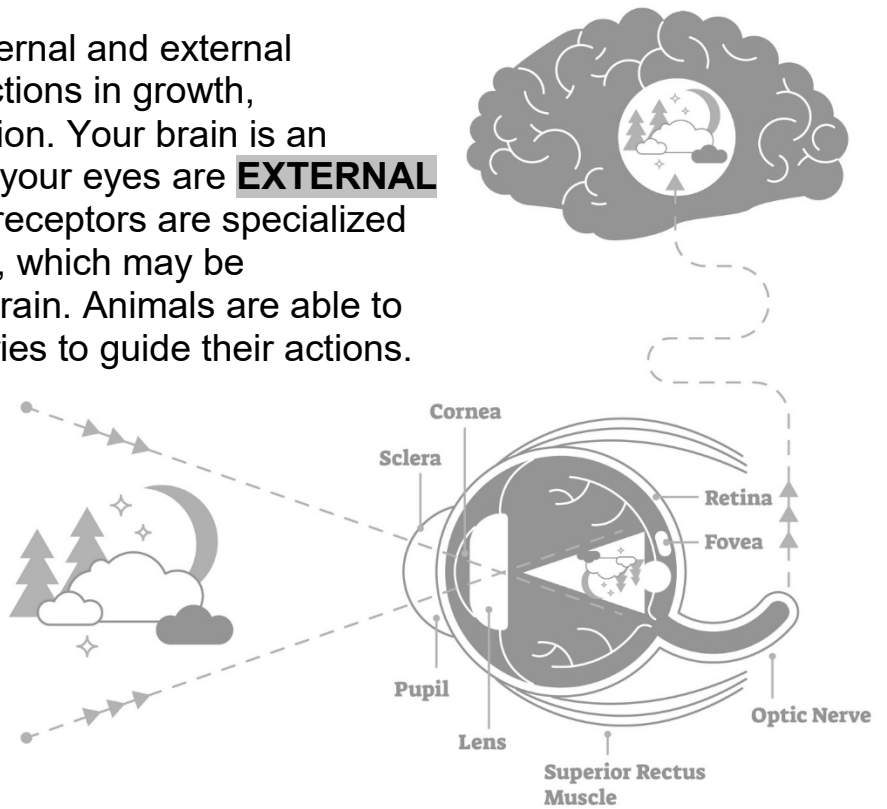 ernal and external
ctions in growth,
ion. Your brain is an
your eyes are EXTERNAL
receptors are specialized
, which may be
rain. Animals are able to
ies to guide their actions.
Cornea
Sclera
Retina
Fovea
Pupil
Optic Nerve
Lens
Superior Rectus
Muscle